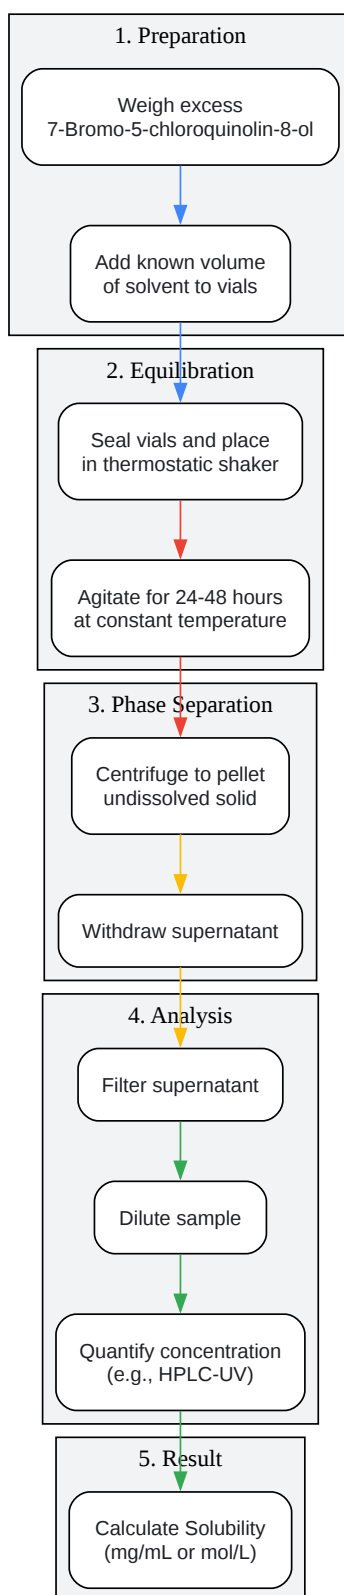 1. Preparation
Weigh excess
7-Bromo-5-chloroquinolin-8-ol
Add known volume
of solvent to vials
2. Equilibration
Seal vials and place
in thermostatic shaker
Agitate for 24-48 hours
at constant temperature
3. Phase Separation
Centrifuge to pellet
undissolved solid
Withdraw supernatant
4. Analysis
Filter supernatant
Dilute sample
Quantify concentration
(e.g., HPLC-UV)
5. Result
Calculate Solubility
(mg/mL or mol/L)